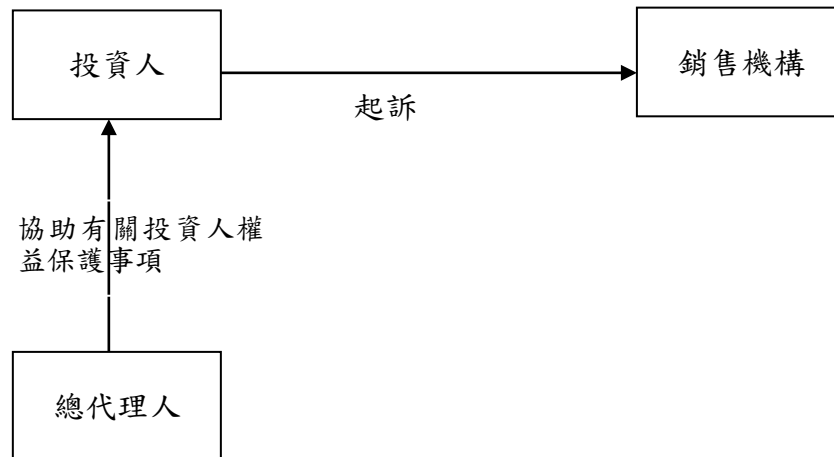 投資人
銷售機構
起訴
協助有關投資人權
益保護事項
總代理人